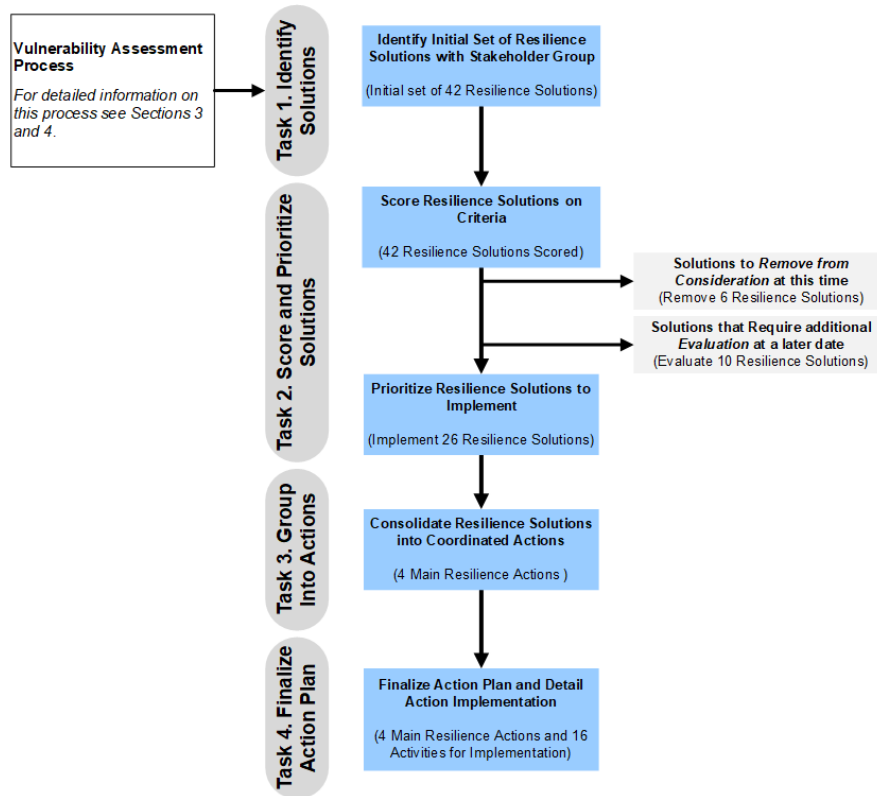 Vulnerability Assessment
Process
For detailed information on
this process see Sections 3
and 4.
Task 1. Identify
Solutions
Identify Initial Set of Resilience
Solutions with Stakeholder Group
(Initial set of 42 Resilience Solutions)
Task 2. Score and Prioritize
Solutions
Score Resilience Solutions on
Criteria
(42 Resilience Solutions Scored)
Solutions to Remove from
Consideration at this time
(Remove 6 Resilience Solutions)
Solutions that Require additional
Evaluation at a later date
(Evaluate 10 Resilience Solutions)
Prioritize Resilience Solutions to
Implement
(Implement 26 Resilience Solutions)
Task 3. Group
Into Actions
Consolidate Resilience Solutions
into Coordinated Actions
(4 Main Resilience Actions )
Task 4. Finalize
Action Plan
Finalize Action Plan and Detail
Action Implementation
(4 Main Resilience Actions and 16
Activities for Implementation)